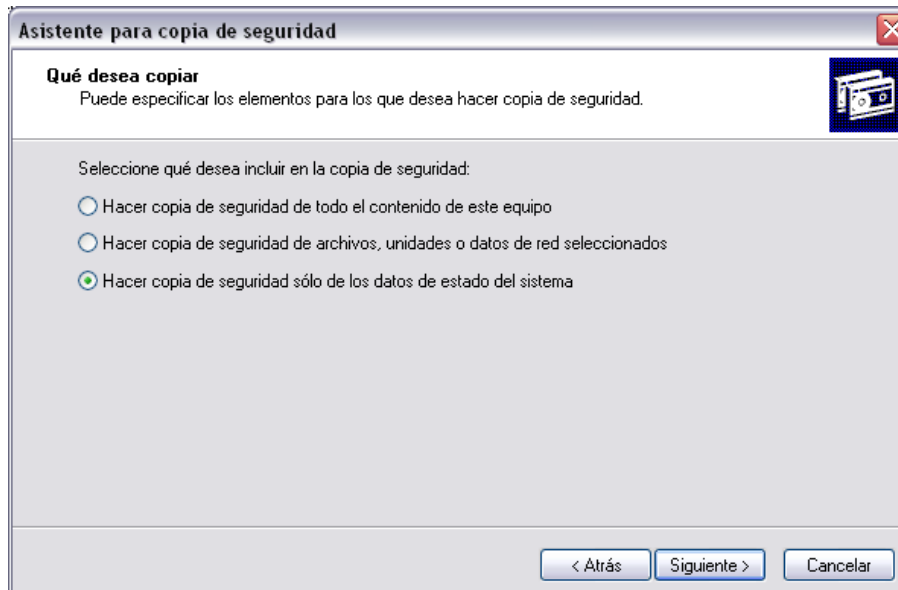 Asistente para copia de seguridad
Qué desea copiar
Puede especificar los elementos para los que desea hacer copia de seguridad.
Seleccione qué desea incluir en la copia de seguridad:
Hacer copia de seguridad de todo el contenido de este equipo
Hacer copia de seguridad de archivos, unidades o datos de red seleccionados
Hacer copia de seguridad sólo de los datos de estado del sistema
< Atrás Siguiente > Cancelar